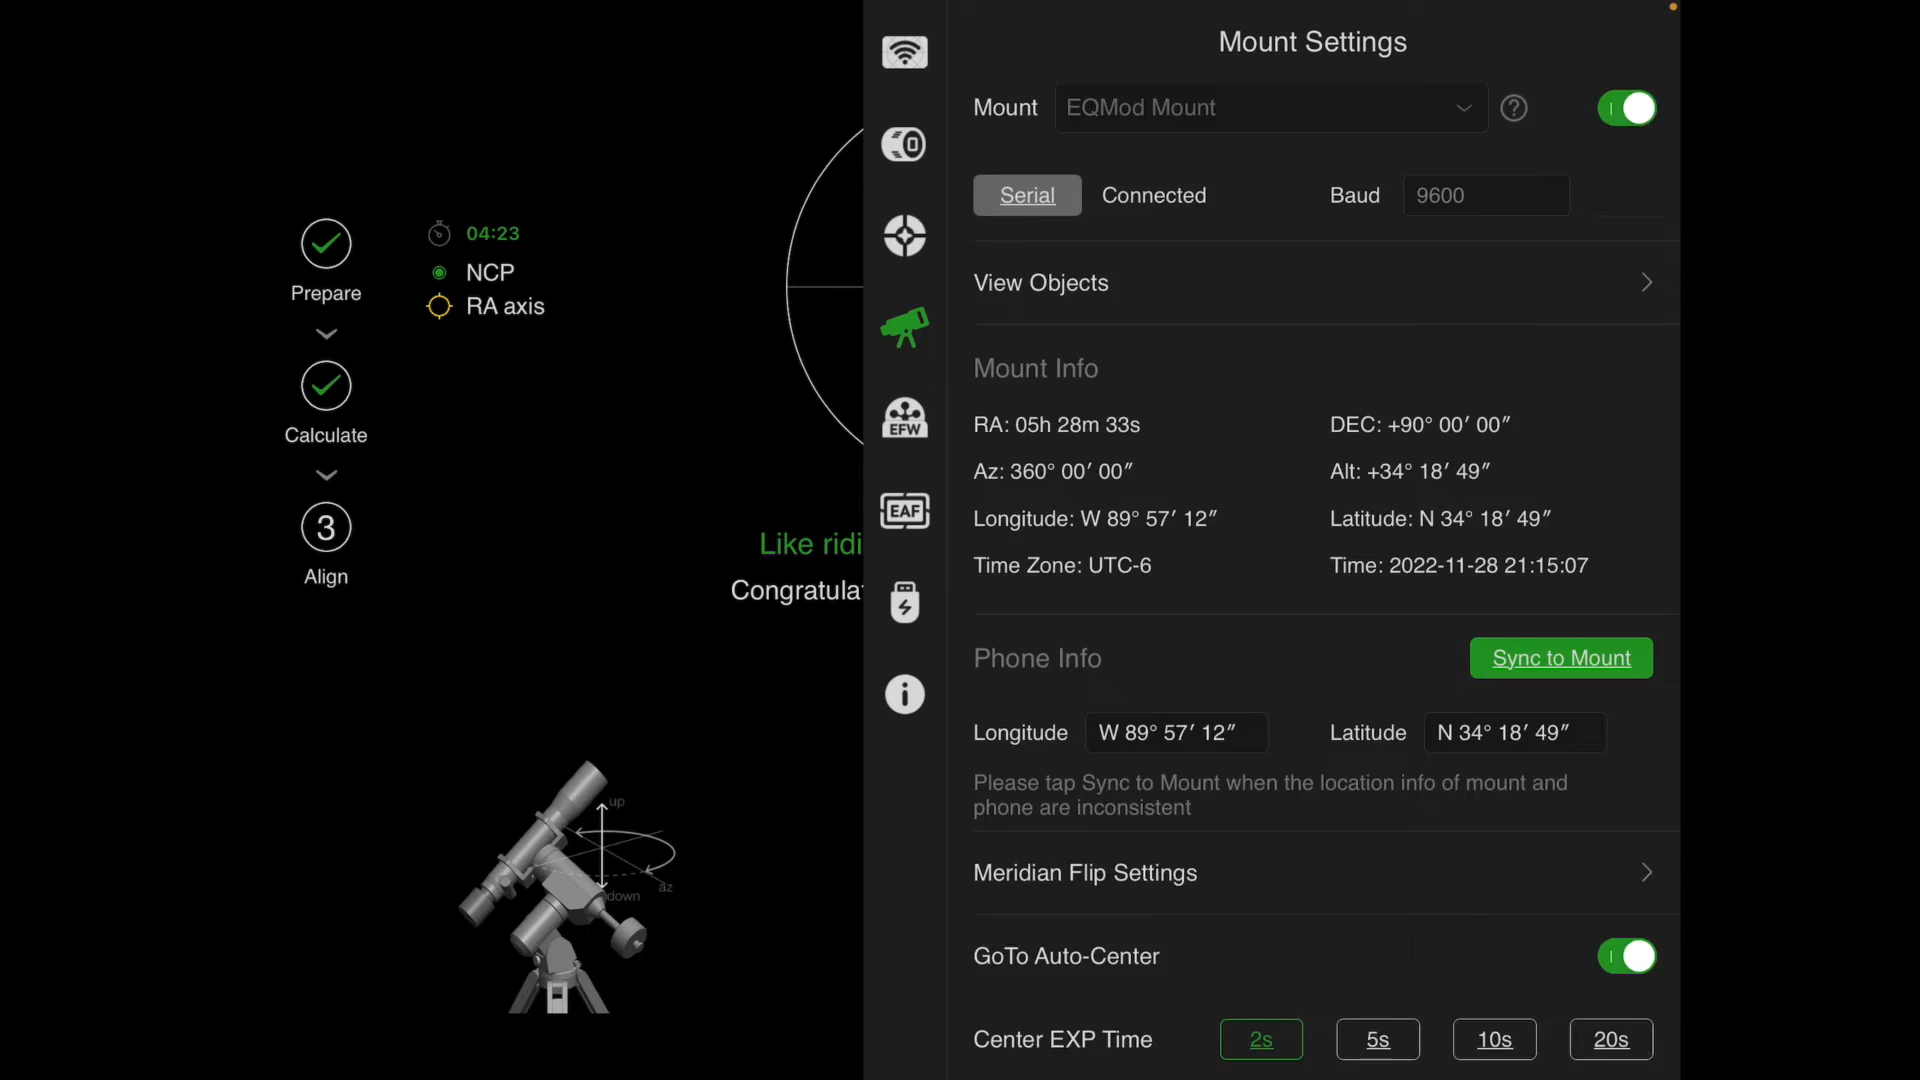 Mount Settings
Mount EQMod Mount
Serial Connected Baud 9600
View Objects
Mount Info
RA: 05h 28m 33s DEC: +90° 00′ 00″
Az: 360° 00′ 00″ Alt: +34° 18′ 49″
Longitude: W 89° 57′ 12″ Latitude: N 34° 18′ 49″
Time Zone: UTC-6 Time: 2022-11-28 21:15:07
Phone Info Sync to Mount
Longitude W 89° 57′ 12″ Latitude N 34° 18′ 49″
Please tap Sync to Mount when the location info of mount and
phone are inconsistent
Meridian Flip Settings
GoTo Auto-Center
Center EXP Time 2s 5s 10s 20s
EFW
EAF
Prepare
Calculate
3
Align
04:23
NCP
RA axis
Like ridi
Congratula
up
down
az